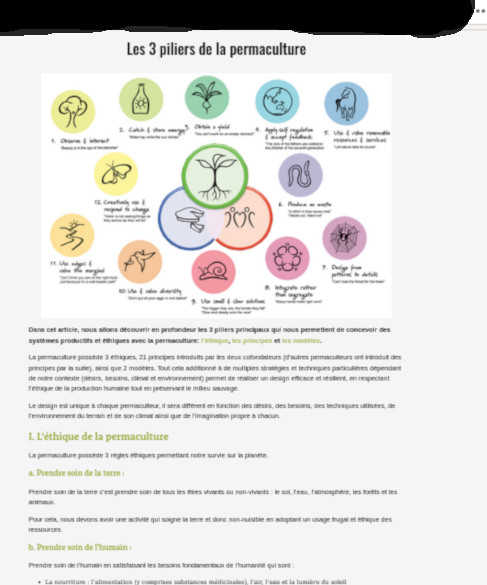 Les 3 piliers de la permaculture
1. Observe & interact
2. Catch & store energy
3. Obtain a yield
4. Apply self regulation
& accept feedback
5. Use & value renewable
resources & services
12. Creatively use &
respond to change
6. Produce no waste
11. Use edges &
value the marginal
7. Design from
patterns to details
10. Use & value diversity
9. Use small & slow solutions
8. Integrate rather
than segregate
Dans cet article, nous allons découvrir en profondeur les 3 piliers principaux qui nous permettent de concevoir des
systèmes productifs et éthiques avec la permaculture: l'éthique, les principes et les modèles.
La permaculture possède 3 éthiques, 21 principes introduits par les deux cofondateurs (d'autres permaculteurs ont introduit des
principes par la suite), ainsi que 2 modèles. Tout cela additionné à de multiples stratégies et techniques particulières dépendant
de notre contexte (désirs, besoins, climat et environnement) permet de réaliser un design efficace et résilient, en respectant
l'éthique de la production humaine tout en préservant le milieu sauvage.
Le design est unique à chaque permaculteur, il sera différent en fonction des désirs, des besoins, des techniques utilisées, de
l'environnement du terrain et de son climat ainsi que de l'imagination propre à chacun.
I. L'éthique de la permaculture
La permaculture possède 3 règles éthiques permettant notre survie sur la planète.
a. Prendre soin de la terre :
Prendre soin de la terre c'est prendre soin de tous les êtres vivants ou non-vivants : le sol, l'eau, l'atmosphère, les forêts et les
animaux.
Pour cela, nous devons avoir une activité qui soigne la terre et donc non-nuisible en adoptant un usage frugal et éthique des
ressources.
b. Prendre soin de l'humain :
Prendre soin de l'humain en satisfaisant les besoins fondamentaux de l'humanité qui sont :
• La nourriture : l'alimentation (y comprises substances médicinales), l'air, l'eau et la lumière du soleil